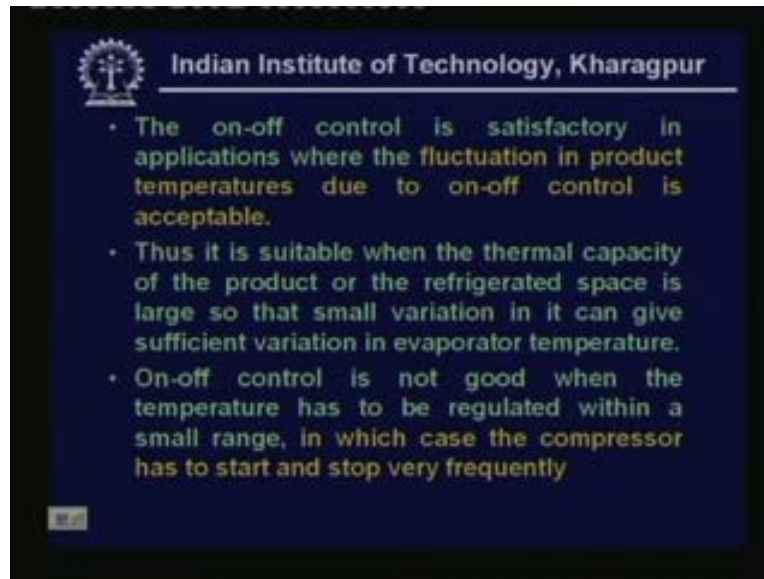 Indian Institute of Technology, Kharagpur
• The on-off control is satisfactory in
applications where the fluctuation in product
temperatures due to on-off control is
acceptable.
• Thus it is suitable when the thermal capacity
of the product or the refrigerated space is
large so that small variation in it can give
sufficient variation in evaporator temperature.
• On-off control is not good when the
temperature has to be regulated within a
small range, in which case the compressor
has to start and stop very frequently